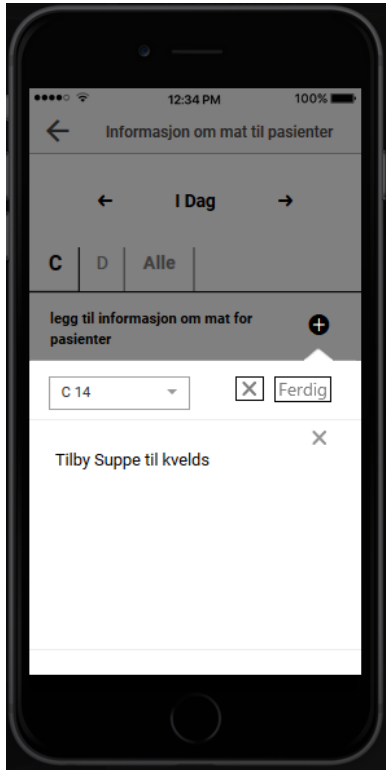 12:34 PM 100%
Informasjon om mat til pasienter
I Dag
C D Alle
legg til informasjon om mat for
pasienter
C 14 Ferdig
Tilby Suppe til kvelds